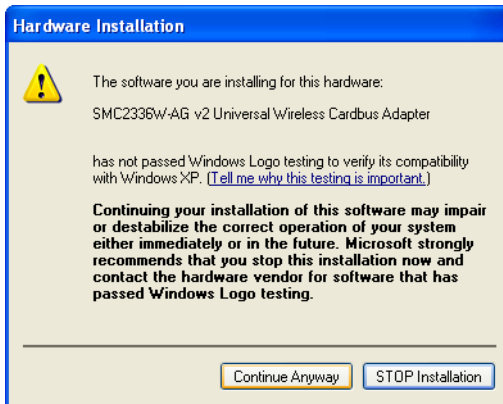 Hardware Installation
The software you are installing for this hardware:
SMC2336W-AG v2 Universal Wireless Cardbus Adapter
has not passed Windows Logo testing to verify its compatibility
with Windows XP. (Tell me why this testing is important.)
Continuing your installation of this software may impair
or destabilize the correct operation of your system
either immediately or in the future. Microsoft strongly
recommends that you stop this installation now and
contact the hardware vendor for software that has
passed Windows Logo testing.
Continue Anyway
STOP Installation